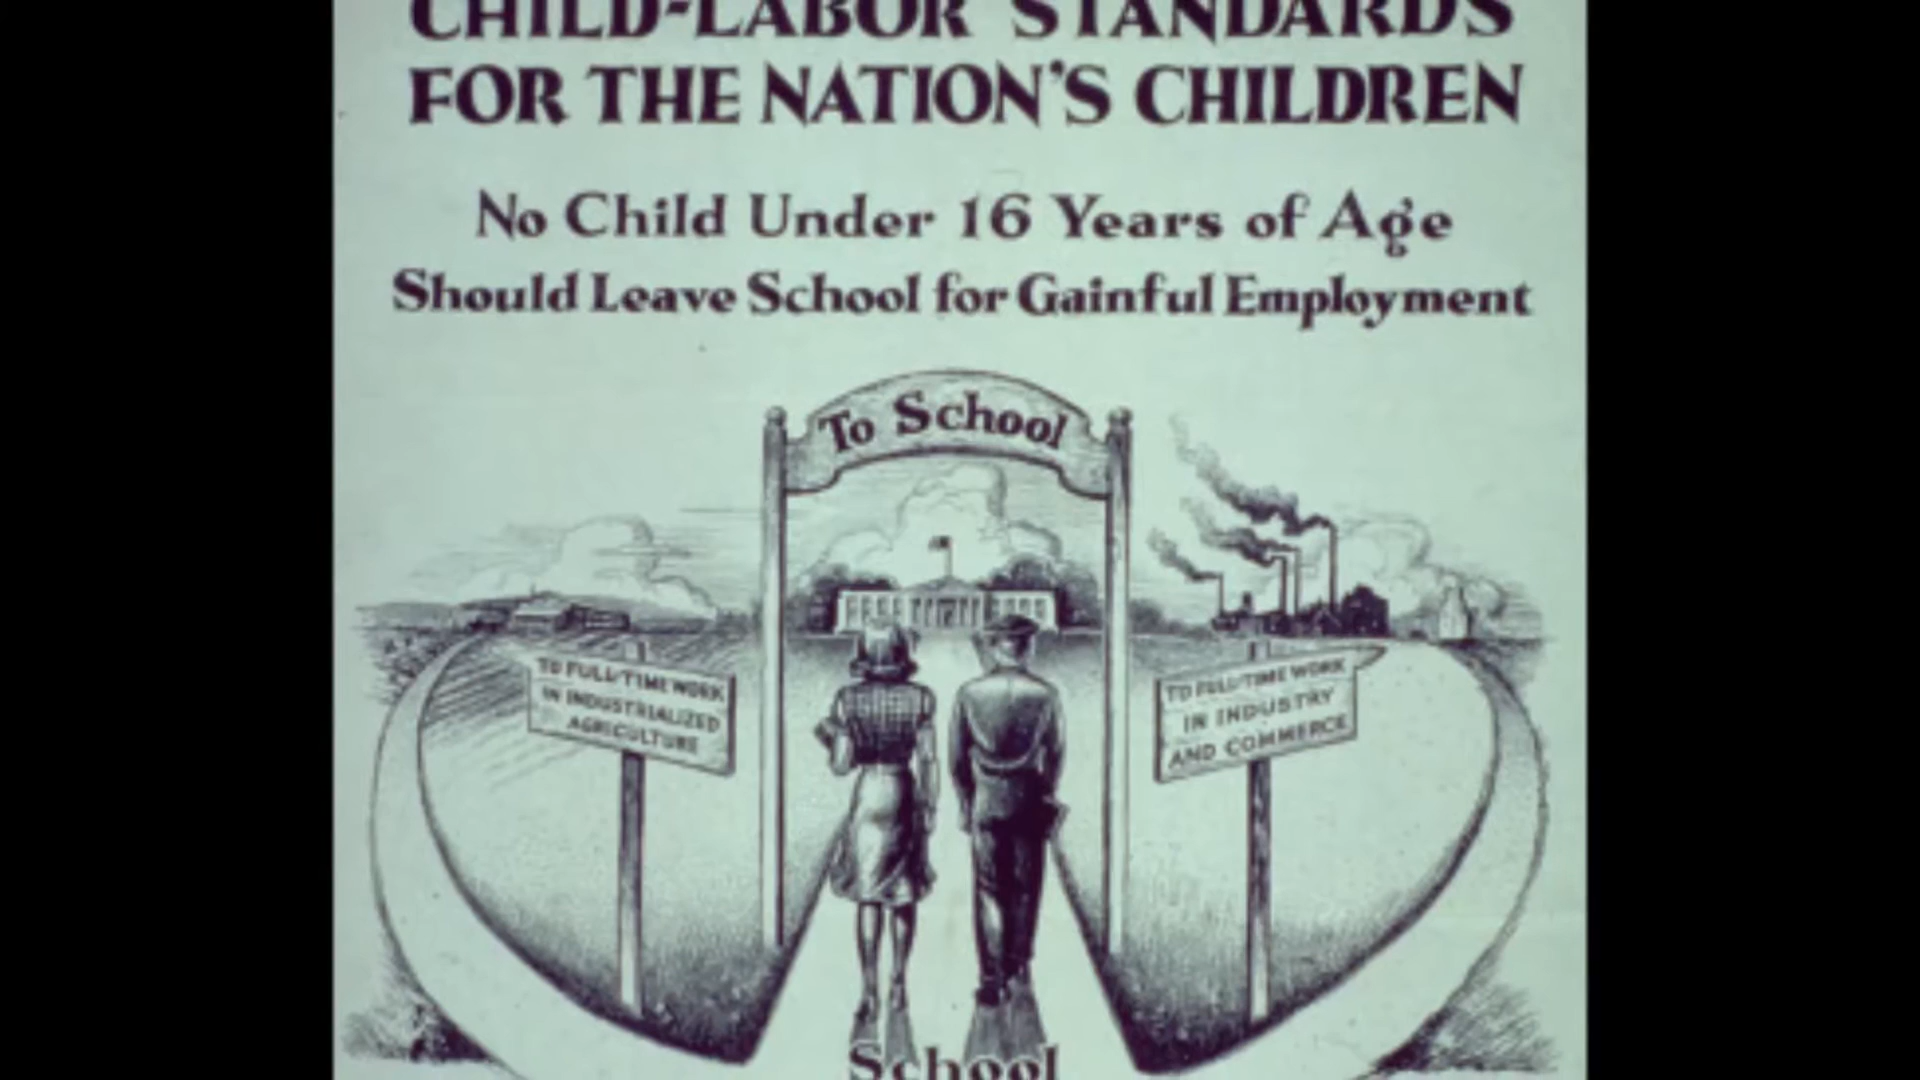 CHILD-LABOR STANDARDS
FOR THE NATION'S CHILDREN
No Child Under 16 Years of Age
Should Leave School for Gainful Employment
To School
TO FULL-TIME WORK
IN INDUSTRIALIZED
AGRICULTURE
TO FULL-TIME WORK
IN INDUSTRY
AND COMMERCE
School